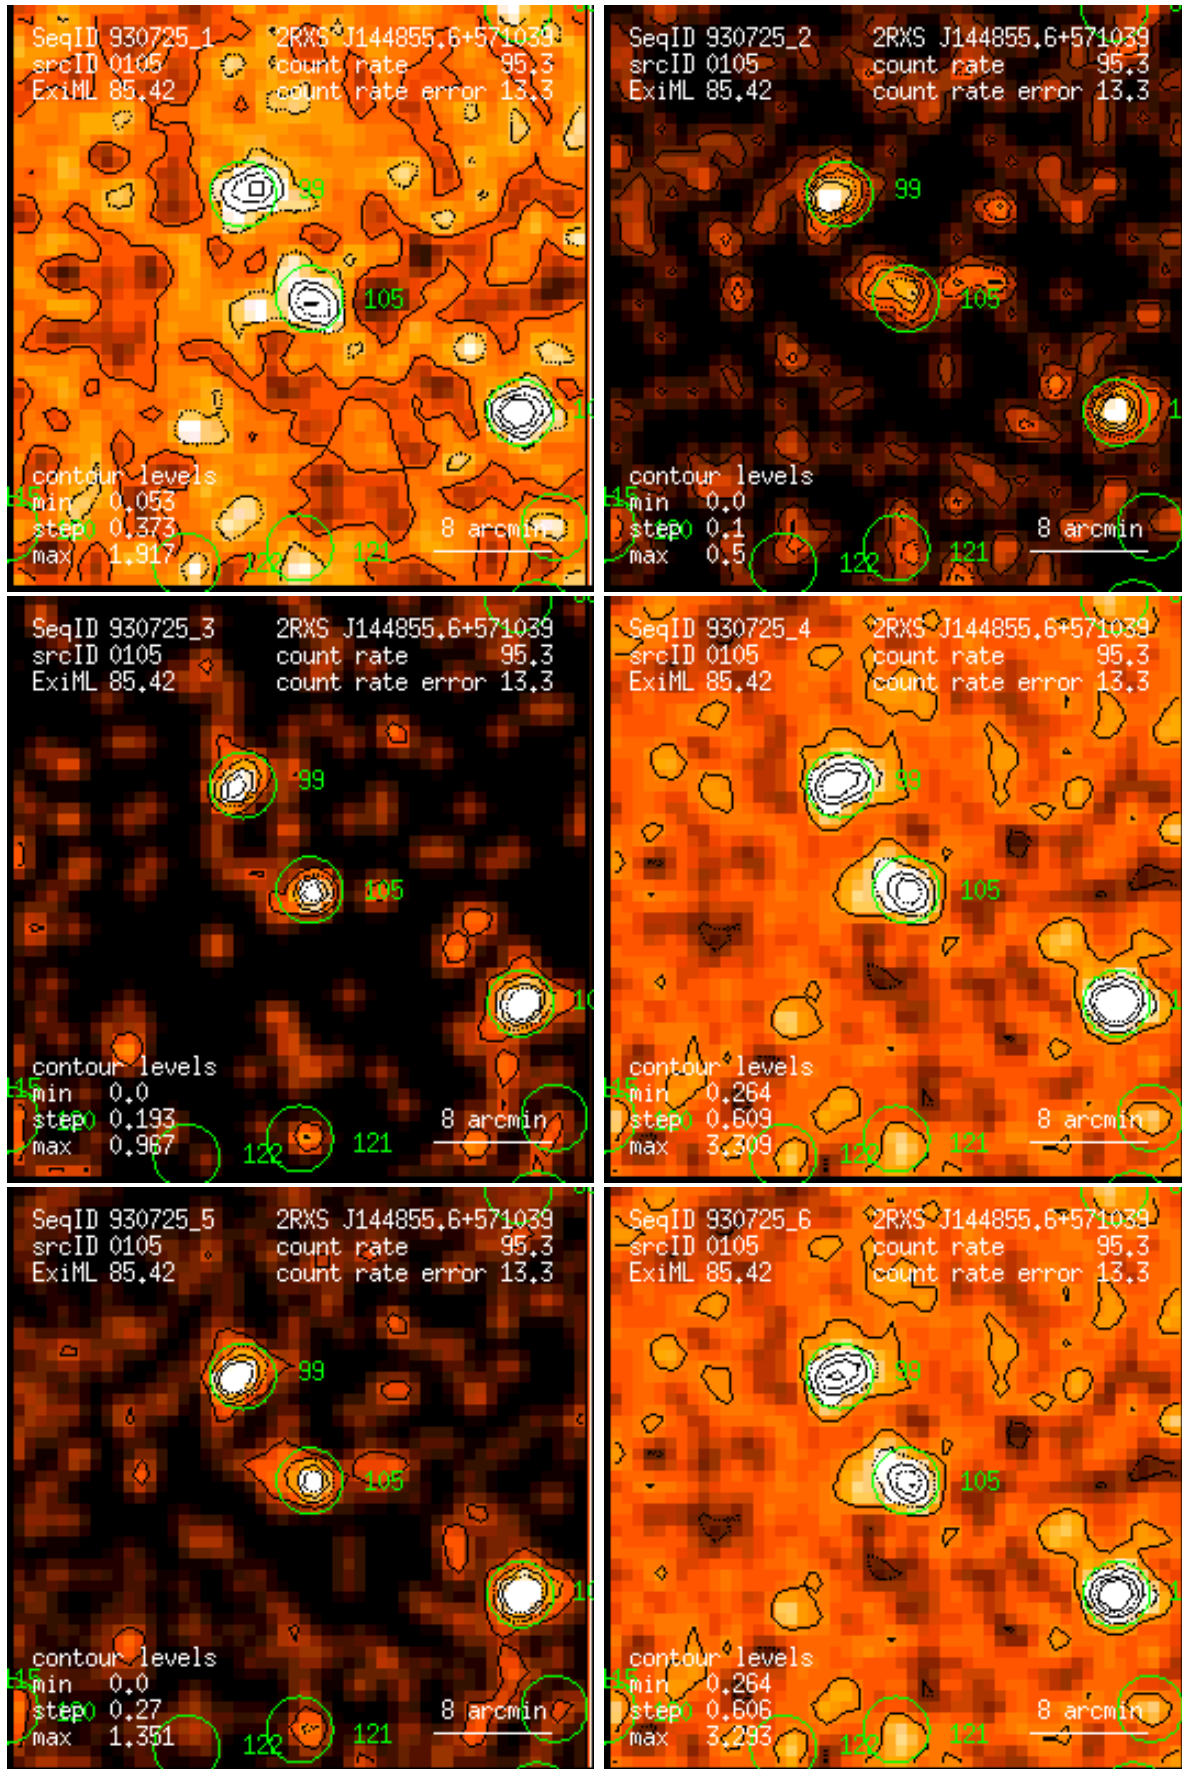 SeqID 930725_1 2RXS J144855.6+571039
srcID 0105 count rate 95.3
ExiML 85.42 count rate error 13.3
99
105
contour levels
min 0.053
step 0.373
max 1.917
8 arcmin
122
121
SeqID 930725_2 2RXS J144855.6+571039
srcID 0105 count rate 95.3
ExiML 85.42 count rate error 13.3
99
105
contour levels
min 0.0
step 0.1
max 0.5
8 arcmin
122
121
SeqID 930725_3 2RXS J144855.6+571039
srcID 0105 count rate 95.3
ExiML 85.42 count rate error 13.3
99
105
contour levels
min 0.0
step 0.193
max 0.967
8 arcmin
122
121
SeqID 930725_4 2RXS J144855.6+571039
srcID 0105 count rate 95.3
ExiML 85.42 count rate error 13.3
99
105
contour levels
min 0.264
step 0.609
max 3.309
8 arcmin
122
121
SeqID 930725_5 2RXS J144855.6+571039
srcID 0105 count rate 95.3
ExiML 85.42 count rate error 13.3
99
105
contour levels
min 0.0
step 0.27
max 1.351
8 arcmin
122
121
SeqID 930725_6 2RXS J144855.6+571039
srcID 0105 count rate 95.3
ExiML 85.42 count rate error 13.3
99
105
contour levels
min 0.264
step 0.606
max 3.293
8 arcmin
122
121